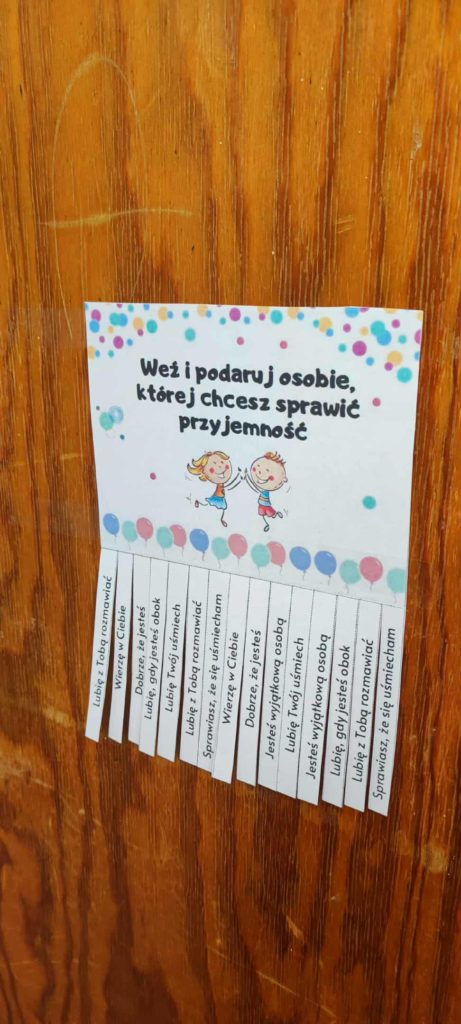 Weź i podaruj osobie,
której chcesz sprawić
przyjemność
Lubię z Tobą rozmawiać
Wierzę w Ciebie
Dobrze, że jesteś
Lubię, gdy jesteś obok
Lubię Twój uśmiech
Lubię z Tobą rozmawiać
Sprawiasz, że się uśmiecham
Wierzę w Ciebie
Dobrze, że jesteś
Jesteś wyjątkową osobą
Lubię Twój uśmiech
Jesteś wyjątkową osobą
Lubię, gdy jesteś obok
Lubię z Tobą rozmawiać
Sprawiasz, że się uśmiecham